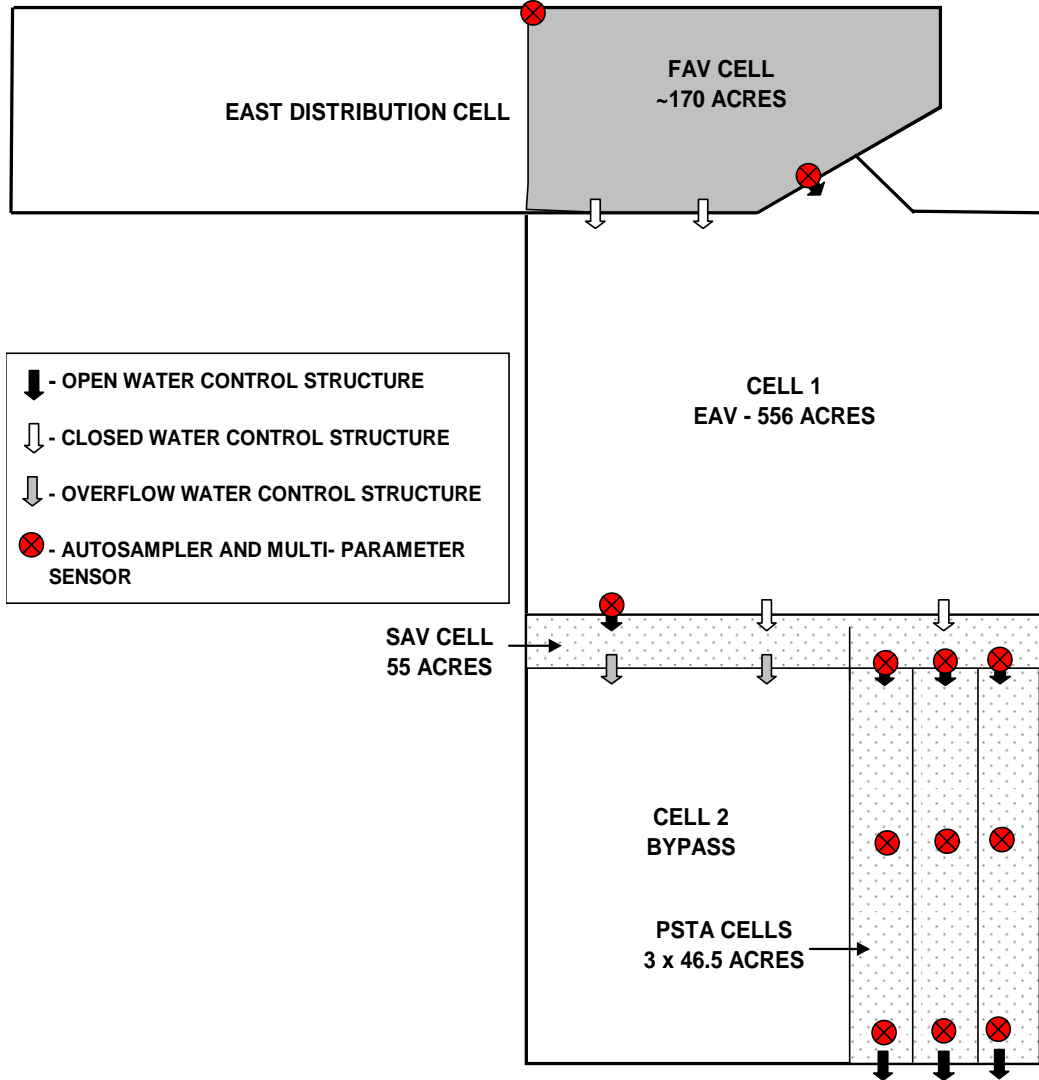 FAV CELL
~170 ACRES
EAST DISTRIBUTION CELL
- OPEN WATER CONTROL STRUCTURE
- CLOSED WATER CONTROL STRUCTURE
- OVERFLOW WATER CONTROL STRUCTURE
- AUTOSAMPLER AND MULTI- PARAMETER
SENSOR
CELL 1
EAV - 556 ACRES
SAV CELL
55 ACRES
CELL 2
BYPASS
PSTA CELLS
3 x 46.5 ACRES